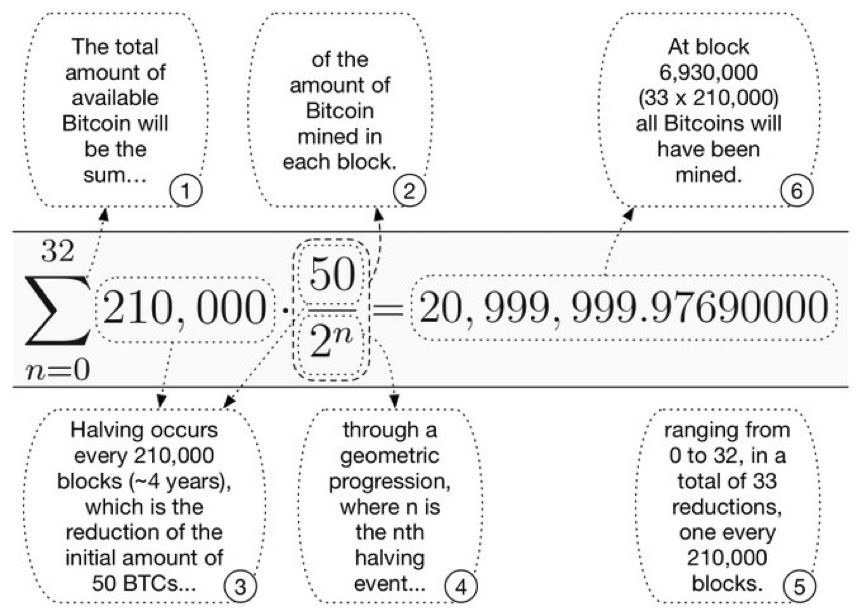 The total
amount of
available
Bitcoin will
be the
sum...
1
of the
amount of
Bitcoin
mined in
each block.
2
At block
6,930,000
(33 x 210,000)
all Bitcoins will
have been
mined.
6
32
∑
n=0
210,000 · 50/2ⁿ = 20,999,999.97690000
Halving occurs
every 210,000
blocks (~4 years),
which is the
reduction of the
initial amount of
50 BTCs...
3
through a
geometric
progression,
where n is
the nth
halving
event...
4
ranging from
0 to 32, in a
total of 33
reductions,
one every
210,000
blocks.
5